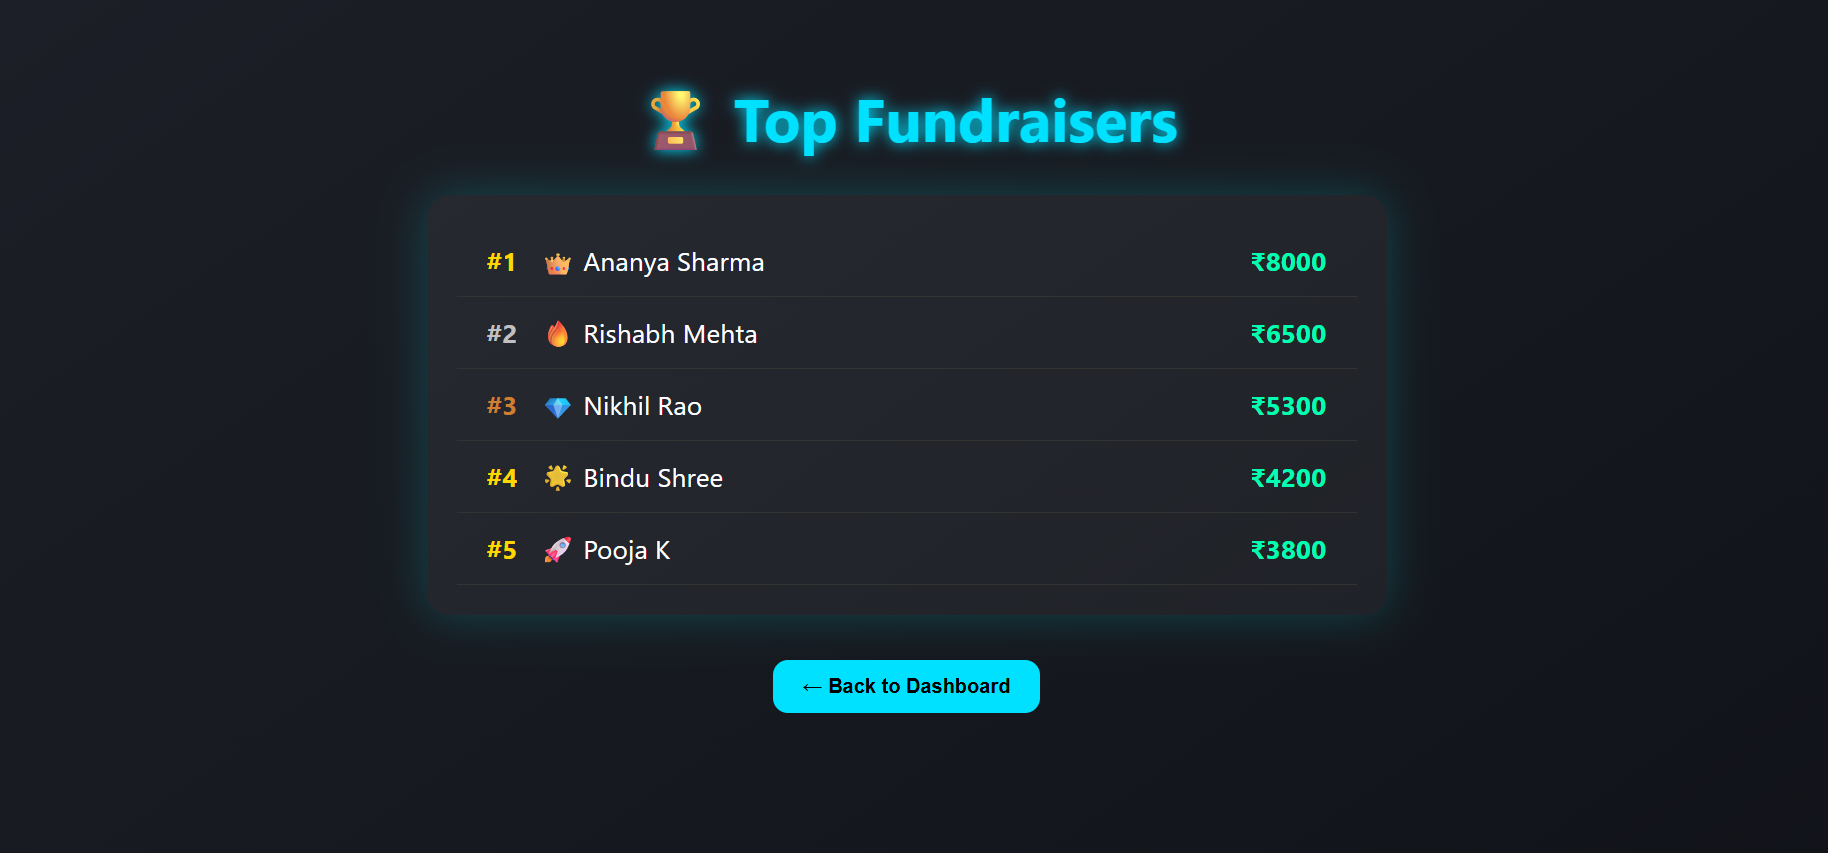 🏆 Top Fundraisers
#1 👑 Ananya Sharma ₹8000
#2 🔥 Rishabh Mehta ₹6500
#3 💎 Nikhil Rao ₹5300
#4 🌟 Bindu Shree ₹4200
#5 🚀 Pooja K ₹3800
← Back to Dashboard